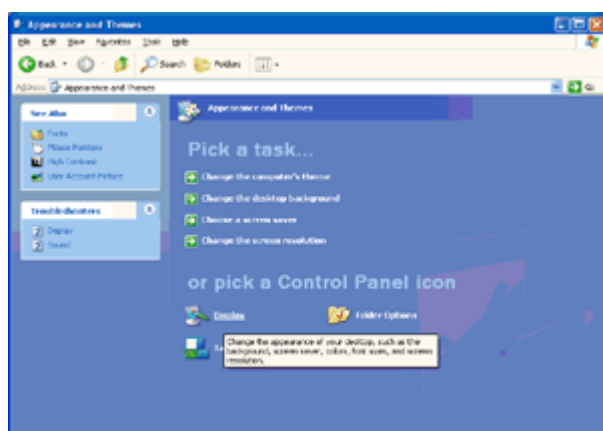 Appearance and Themes
File Edit View Favorites Tools Help
Back Search Folders
Address Appearance and Themes Go
See Also
Fonts
Mouse Pointers
High Contrast
User Account Picture
Troubleshooters
Display
Sound
Appearance and Themes
Pick a task...
Change the computer's theme
Change the desktop background
Choose a screen saver
Change the screen resolution
or pick a Control Panel icon
Display Folder Options
Change the appearance of your desktop, such as the
background, screen saver, colors, font sizes, and screen
resolution.